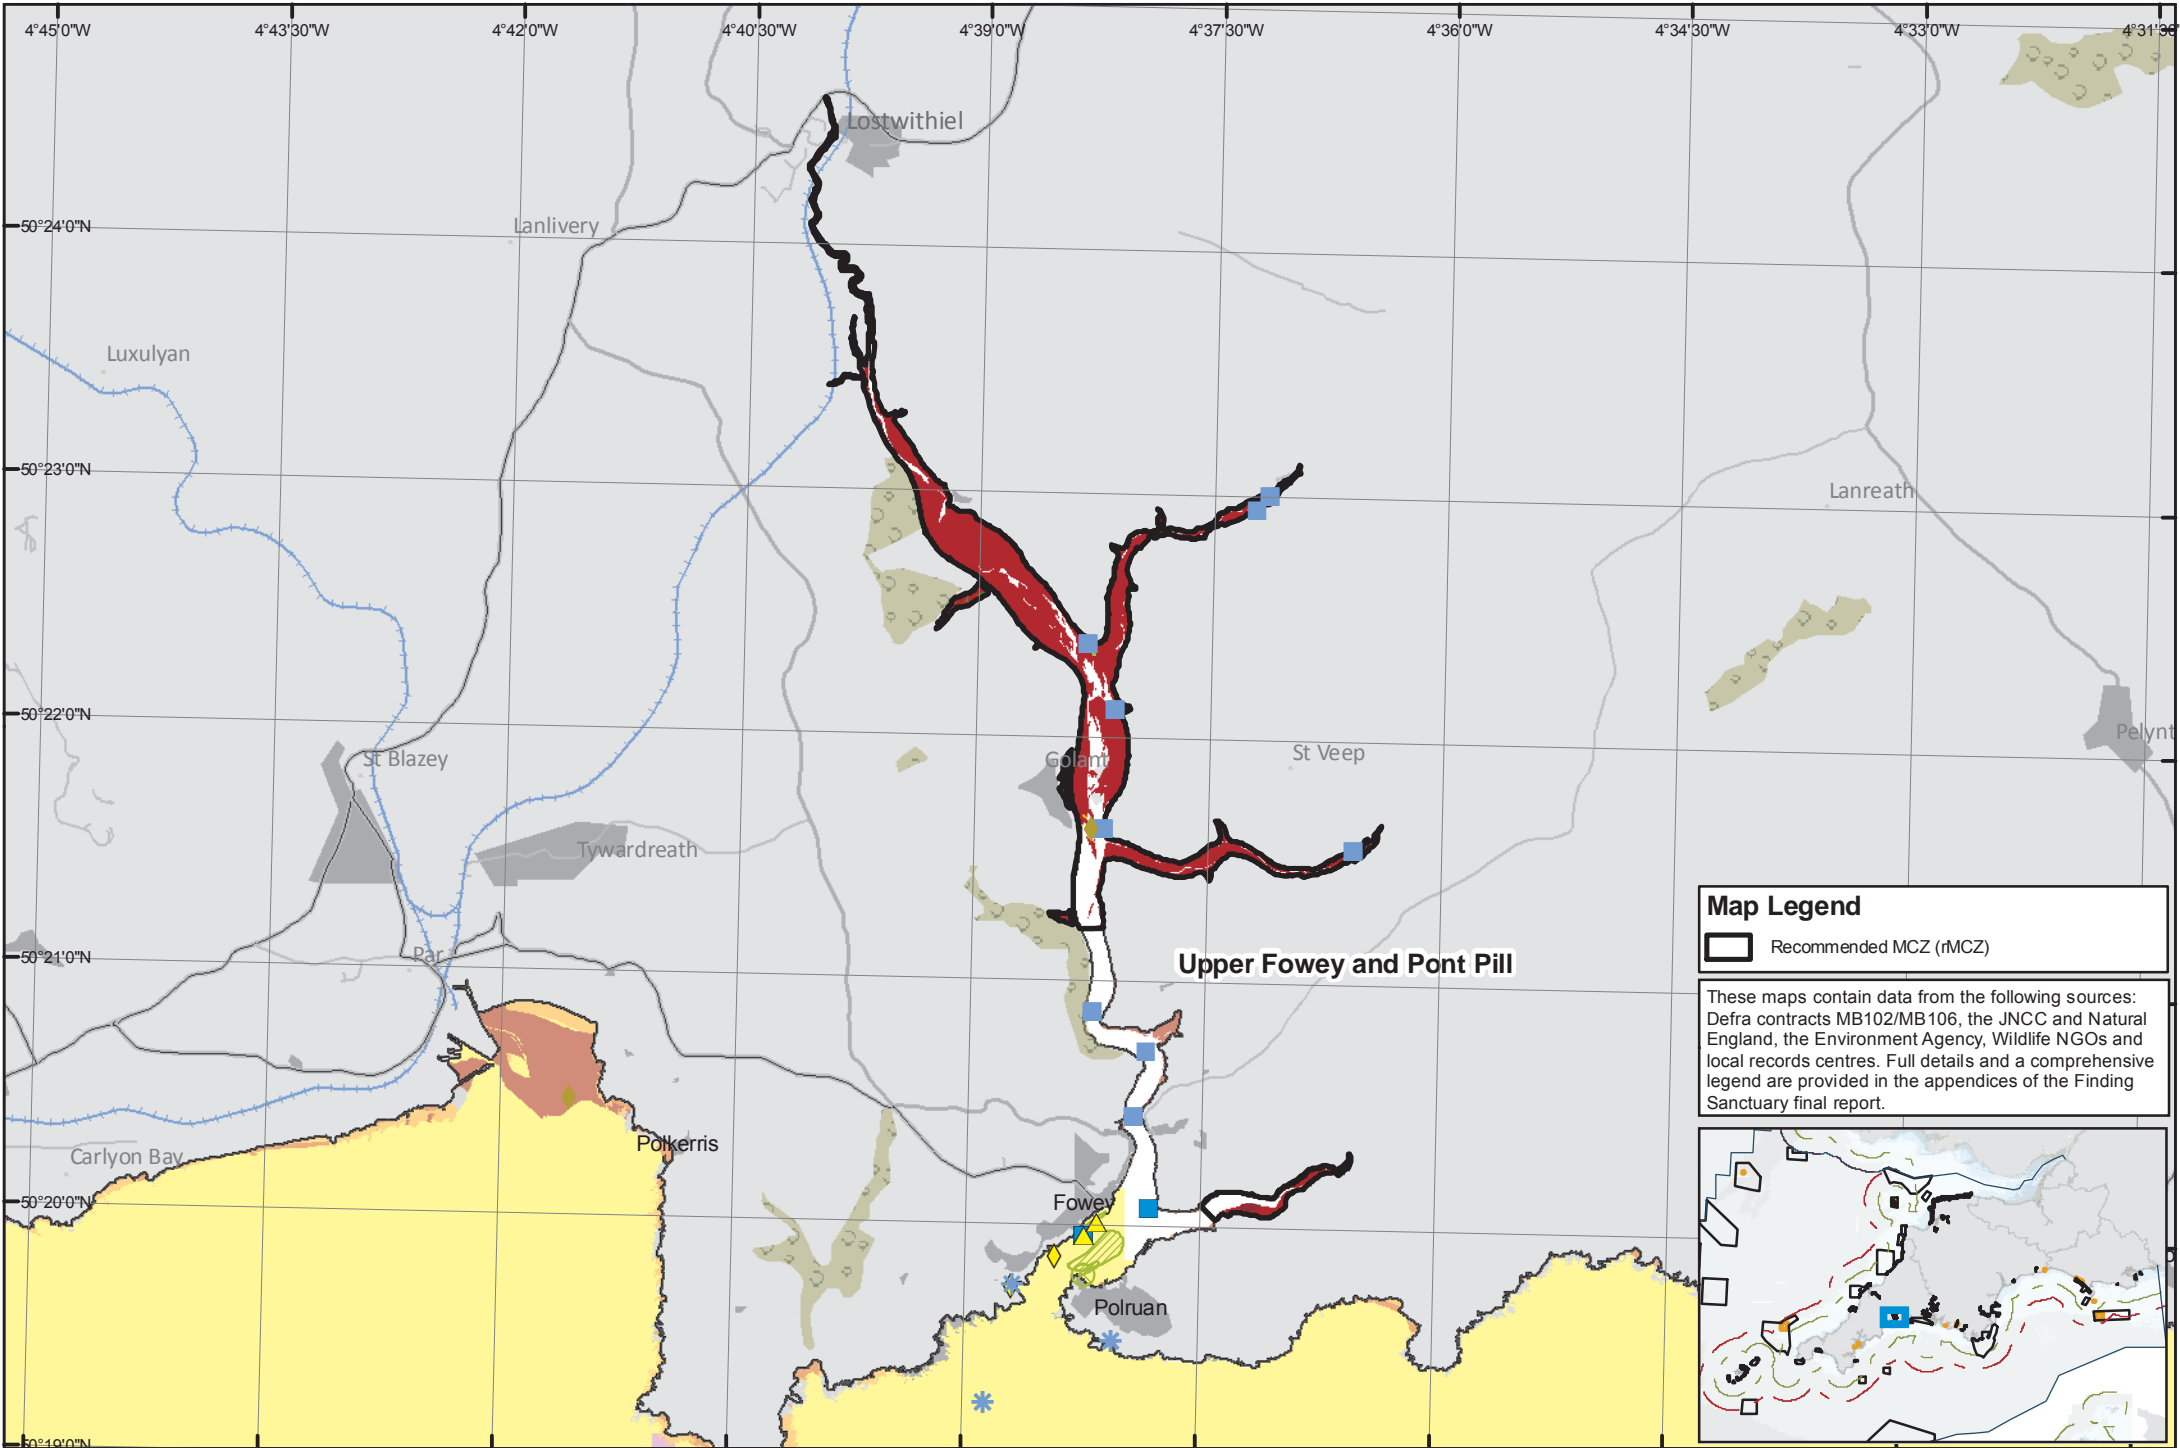 4°45'0"W
4°43'30"W
4°42'0"W
4°40'30"W
4°39'0"W
4°37'30"W
4°36'0"W
4°34'30"W
4°33'0"W
Lostwithiel
50°24'0"N
Lanlivery
Luxulyan
50°23'0"N
Lanreath
50°22'0"N
Pelynt
St Blazey
Golant
St Veep
Tywardreath
50°21'0"N
Par
Upper Fowey and Pont Pill
Polkerris
Carlyon Bay
50°20'0"N
Fowey
Polruan
50°19'0"N
Map Legend
Recommended MCZ (rMCZ)
These maps contain data from the following sources:
Defra contracts MB102/MB106, the JNCC and Natural
England, the Environment Agency, Wildlife NGOs and
local records centres. Full details and a comprehensive
legend are provided in the appendices of the Finding
Sanctuary final report.